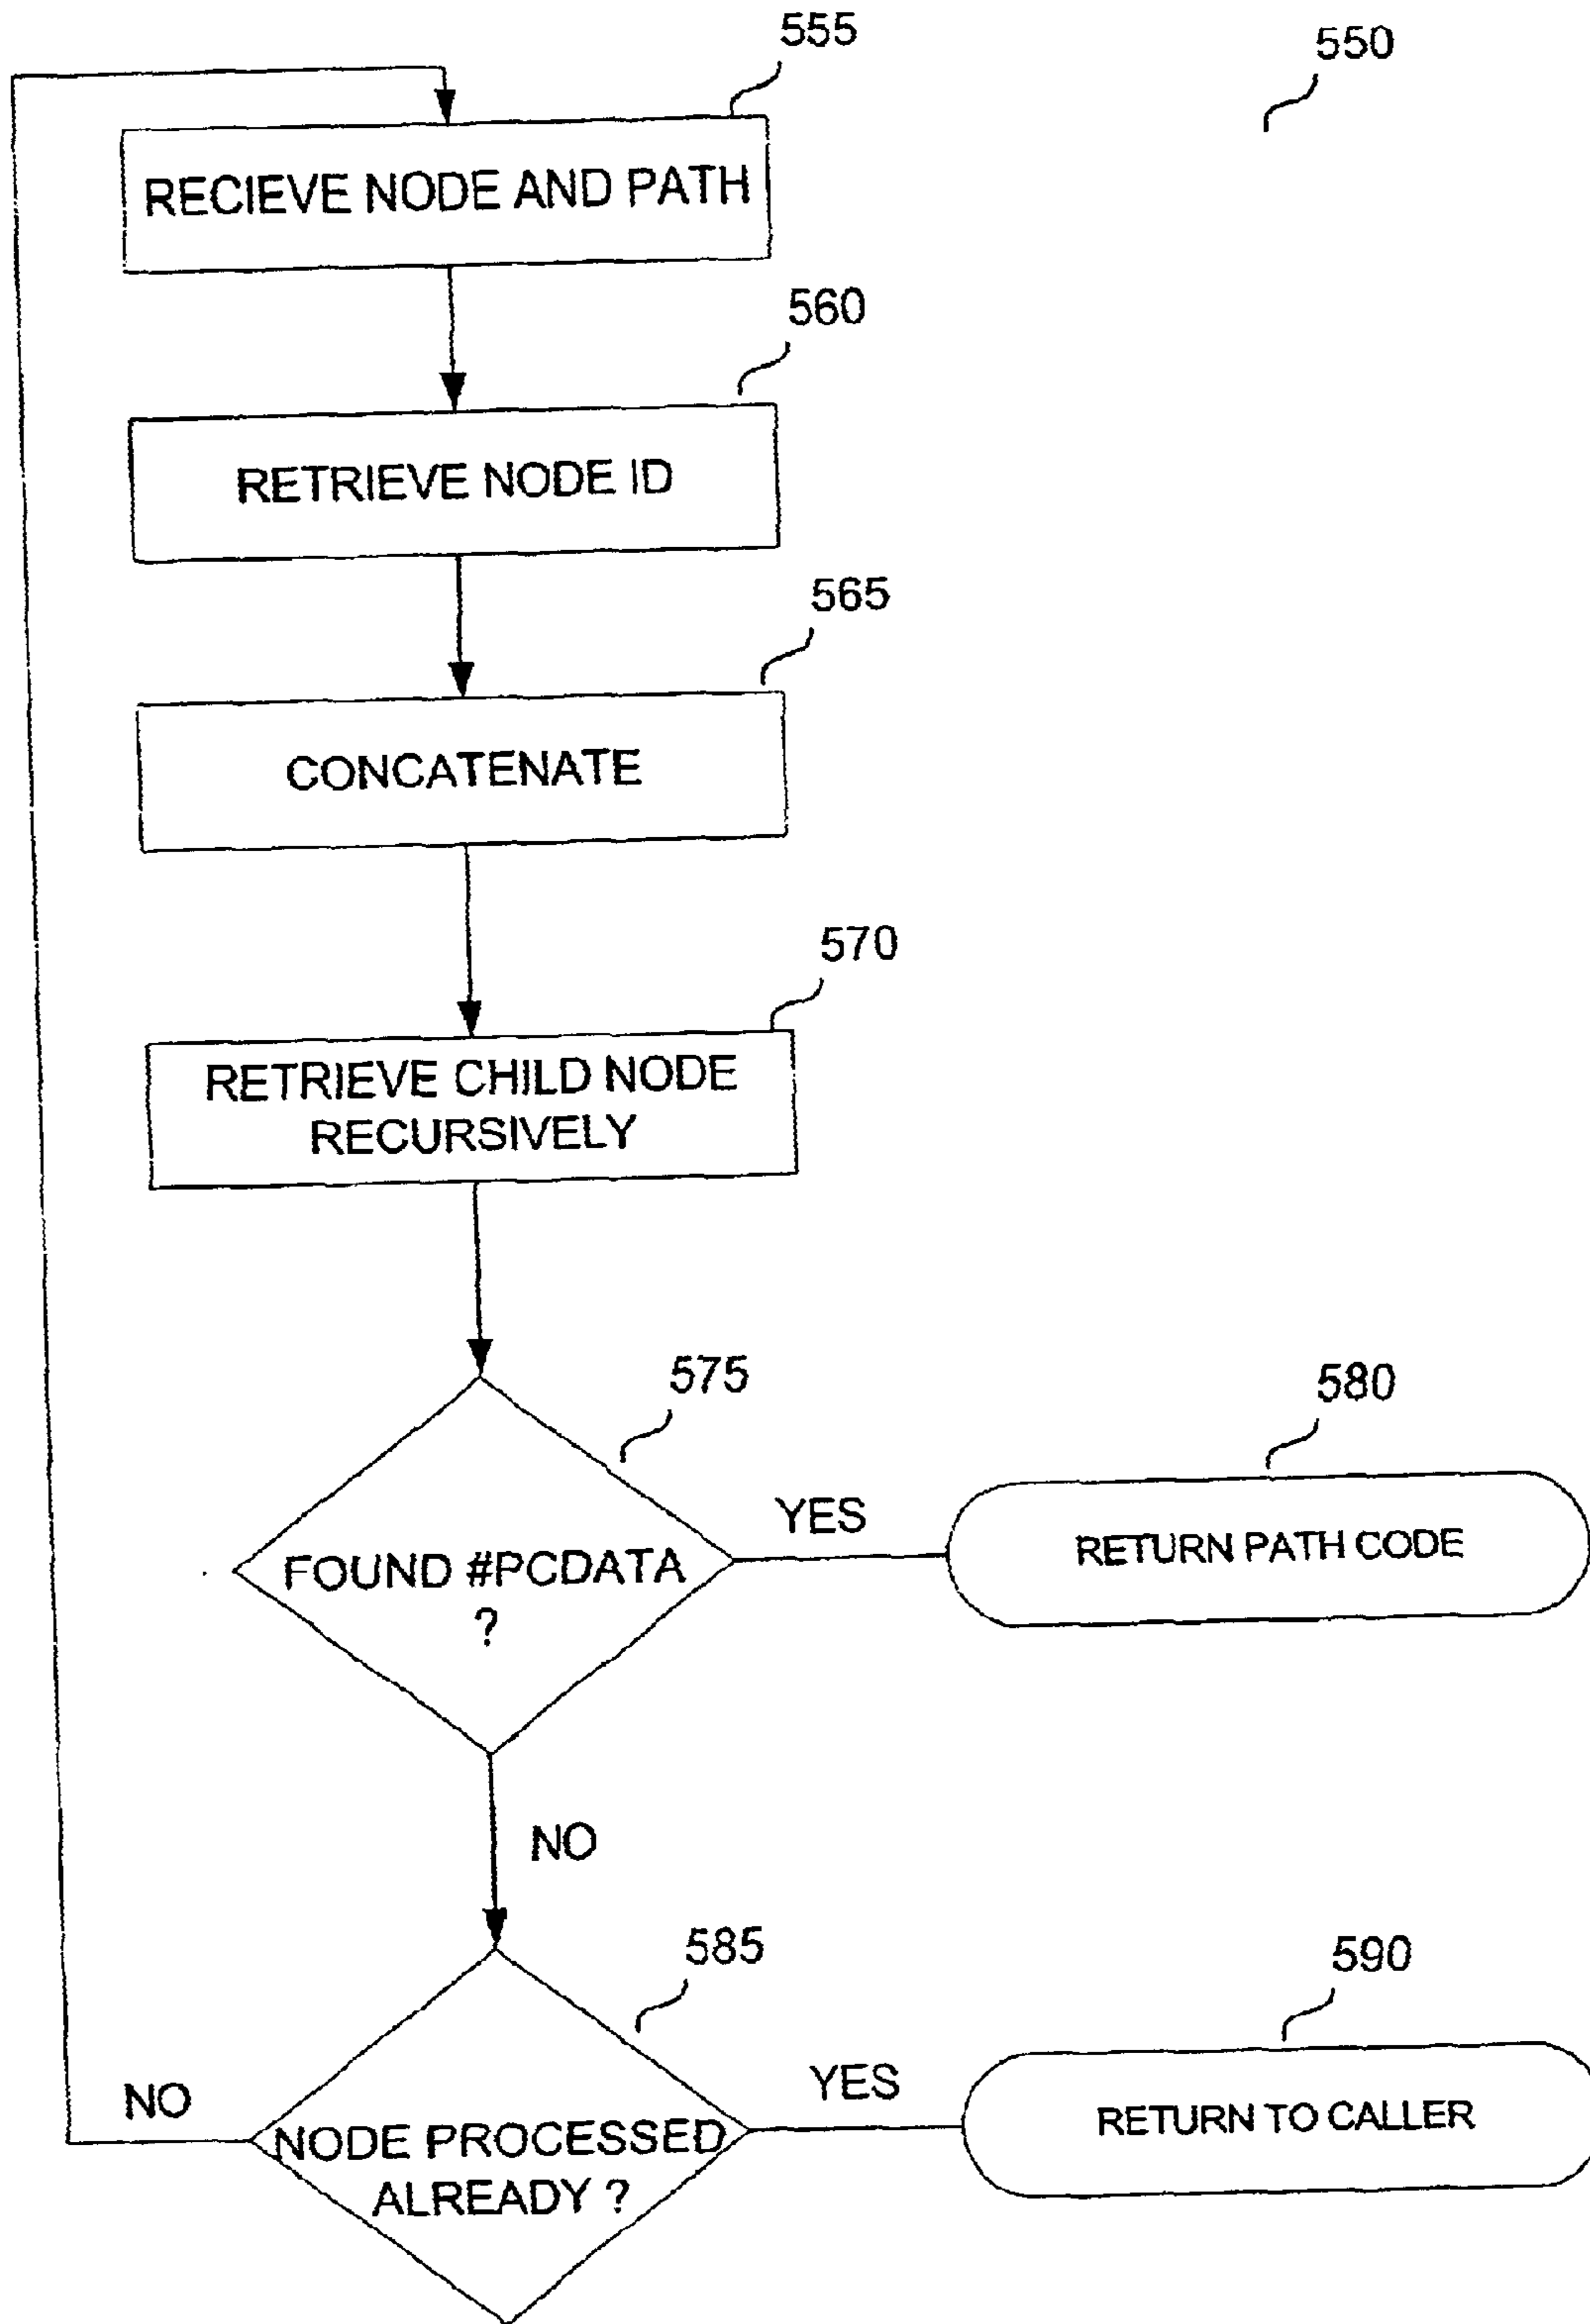 555
550
RECIEVE NODE AND PATH
560
RETRIEVE NODE ID
565
CONCATENATE
570
RETRIEVE CHILD NODE
RECURSIVELY
575
580
FOUND #PCDATA
?
YES
RETURN PATH CODE
NO
585
590
NO
NODE PROCESSED
ALREADY ?
YES
RETURN TO CALLER